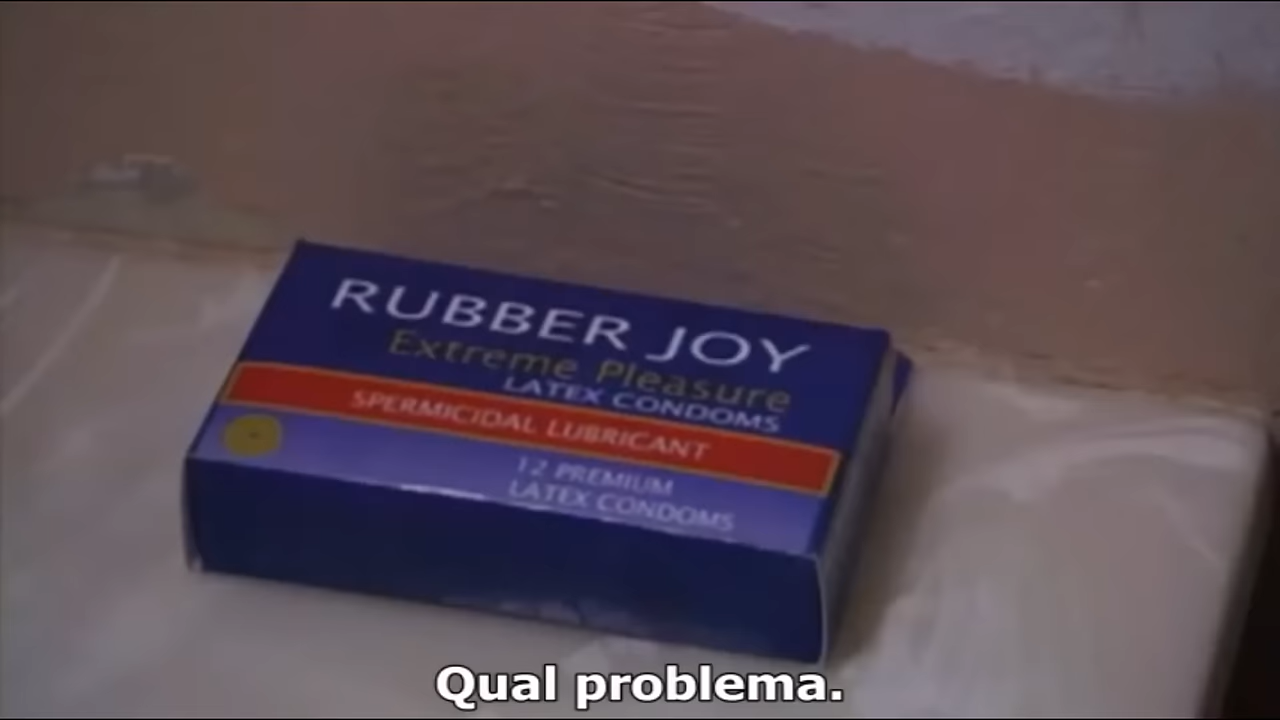 RUBBER JOY
Extreme Pleasure
LATEX CONDOMS
SPERMICIDAL LUBRICANT
12 PREMIUM
LATEX CONDOMS
Qual problema.